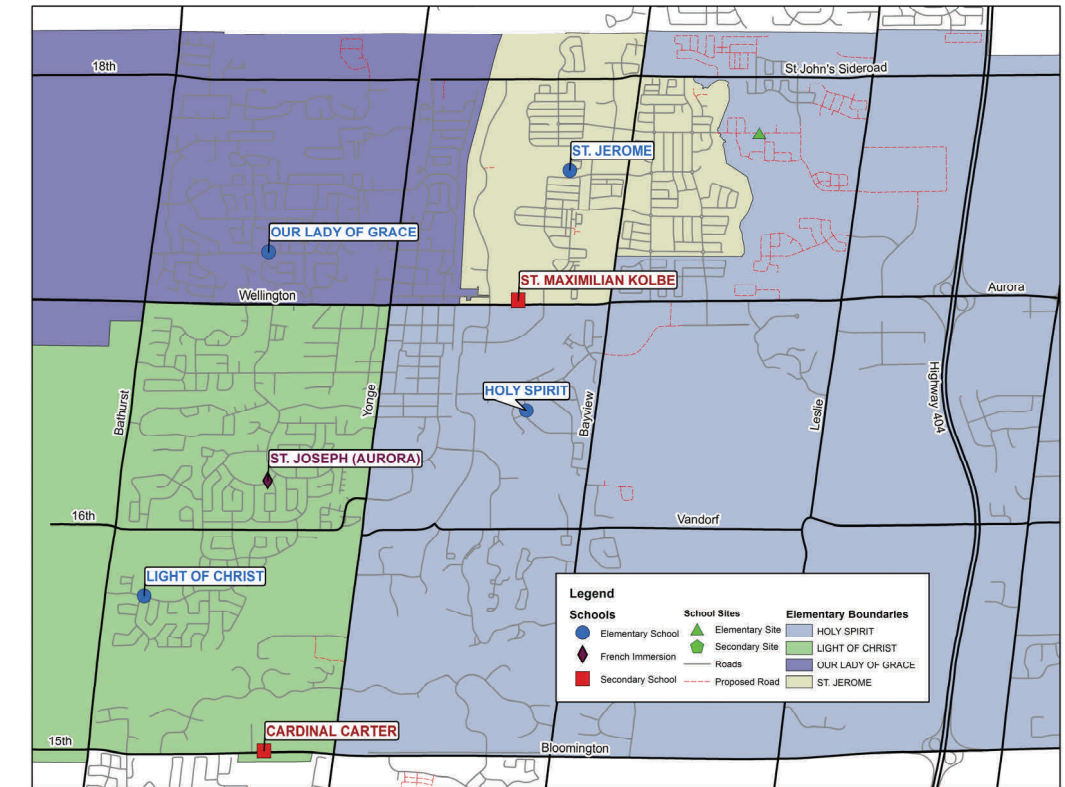 18th
St John's Sideroad
ST. JEROME
OUR LADY OF GRACE
ST. MAXIMILIAN KOLBE
Wellington
Aurora
Bathurst
Yonge
HOLY SPIRIT
Bayview
Leslie
Highway 404
ST. JOSEPH (AURORA)
16th
Vandorf
LIGHT OF CHRIST
Legend
Schools
Elementary School
French Immersion
Secondary School
School Sites
Elementary Site
Secondary Site
Roads
Proposed Road
Elementary Boundaries
HOLY SPIRIT
LIGHT OF CHRIST
OUR LADY OF GRACE
ST. JEROME
CARDINAL CARTER
15th
Bloomington